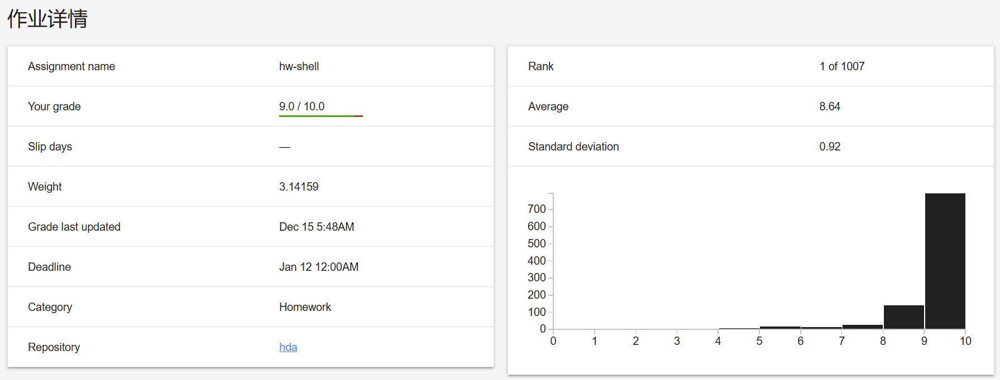 作业详情
Assignment name hw-shell
Your grade 9.0 / 10.0
Slip days —
Weight 3.14159
Grade last updated Dec 15 5:48AM
Deadline Jan 12 12:00AM
Category Homework
Repository hda
Rank 1 of 1007
Average 8.64
Standard deviation 0.92
700
600
500
400
300
200
100
0
0 1 2 3 4 5 6 7 8 9 10